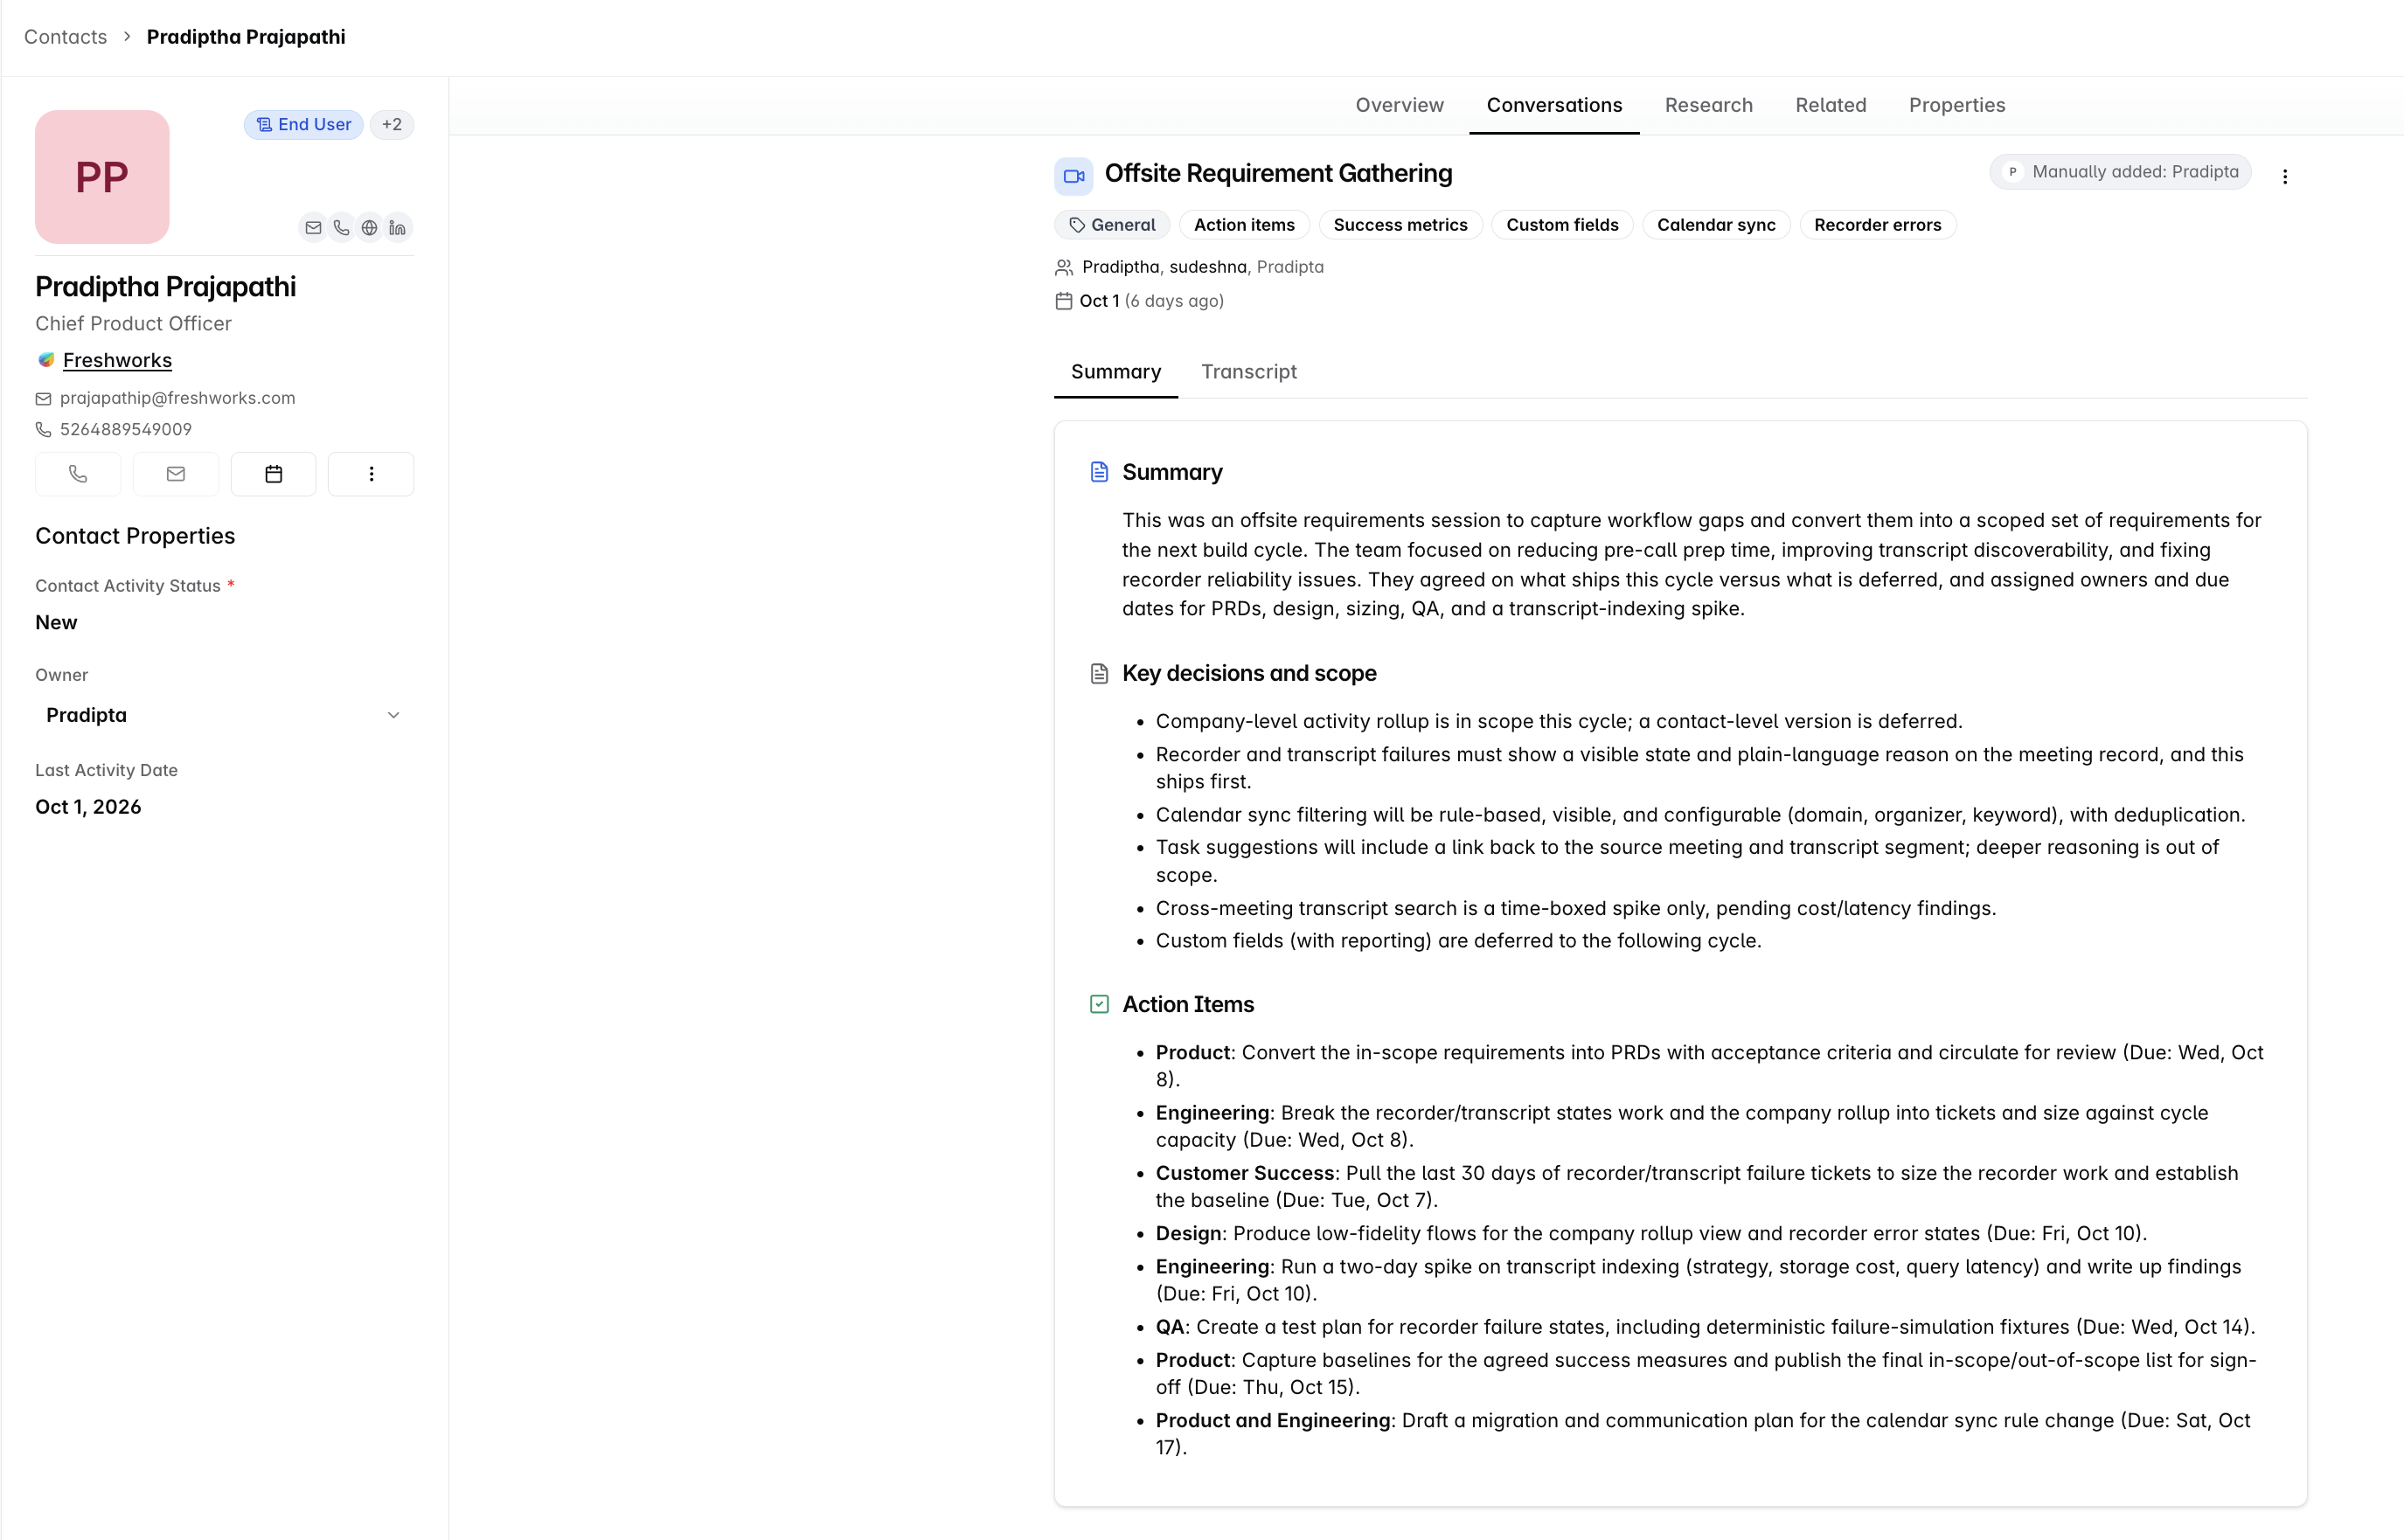 Contacts > Pradiptha Prajapathi
PP
End User
+2
Pradiptha Prajapathi
Chief Product Officer
Freshworks
prajapathip@freshworks.com
5264889549009
Contact Properties
Contact Activity Status *
New
Owner
Pradipta
Last Activity Date
Oct 1, 2026
Overview
Conversations
Research
Related
Properties
Offsite Requirement Gathering
P Manually added: Pradipta
General
Action items
Success metrics
Custom fields
Calendar sync
Recorder errors
Pradiptha, sudeshna, Pradipta
Oct 1 (6 days ago)
Summary
Transcript
Summary
This was an offsite requirements session to capture workflow gaps and convert them into a scoped set of requirements for
the next build cycle. The team focused on reducing pre-call prep time, improving transcript discoverability, and fixing
recorder reliability issues. They agreed on what ships this cycle versus what is deferred, and assigned owners and due
dates for PRDs, design, sizing, QA, and a transcript-indexing spike.
Key decisions and scope
• Company-level activity rollup is in scope this cycle; a contact-level version is deferred.
• Recorder and transcript failures must show a visible state and plain-language reason on the meeting record, and this
ships first.
• Calendar sync filtering will be rule-based, visible, and configurable (domain, organizer, keyword), with deduplication.
• Task suggestions will include a link back to the source meeting and transcript segment; deeper reasoning is out of
scope.
• Cross-meeting transcript search is a time-boxed spike only, pending cost/latency findings.
• Custom fields (with reporting) are deferred to the following cycle.
Action Items
• Product: Convert the in-scope requirements into PRDs with acceptance criteria and circulate for review (Due: Wed, Oct
8).
• Engineering: Break the recorder/transcript states work and the company rollup into tickets and size against cycle
capacity (Due: Wed, Oct 8).
• Customer Success: Pull the last 30 days of recorder/transcript failure tickets to size the recorder work and establish
the baseline (Due: Tue, Oct 7).
• Design: Produce low-fidelity flows for the company rollup view and recorder error states (Due: Fri, Oct 10).
• Engineering: Run a two-day spike on transcript indexing (strategy, storage cost, query latency) and write up findings
(Due: Fri, Oct 10).
• QA: Create a test plan for recorder failure states, including deterministic failure-simulation fixtures (Due: Wed, Oct 14).
• Product: Capture baselines for the agreed success measures and publish the final in-scope/out-of-scope list for sign-
off (Due: Thu, Oct 15).
• Product and Engineering: Draft a migration and communication plan for the calendar sync rule change (Due: Sat, Oct
17).